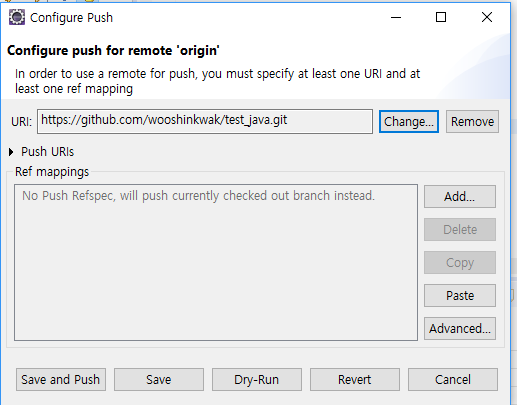 Configure Push
Configure push for remote 'origin'
In order to use a remote for push, you must specify at least one URI and at
least one ref mapping
URI: https://github.com/wooshinkwak/test_java.git Change... Remove
Push URIs
Ref mappings
No Push Refspec, will push currently checked out branch instead.
Add...
Delete
Copy
Paste
Advanced...
Save and Push Save Dry-Run Revert Cancel